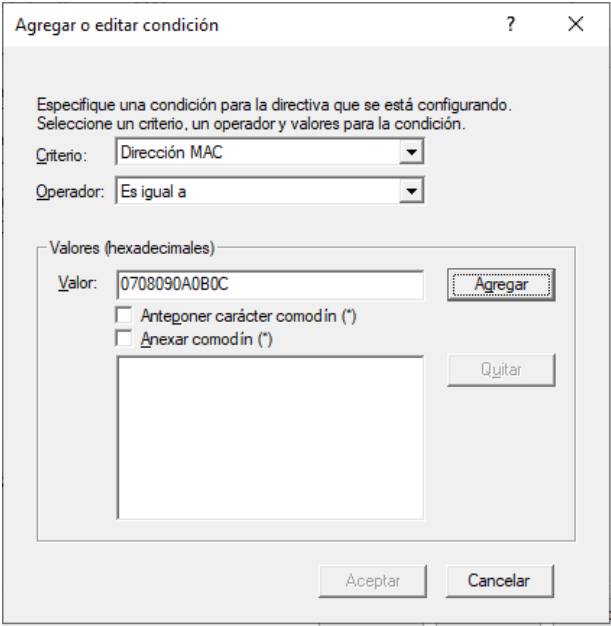 Agregar o editar condición
?
Especifique una condición para la directiva que se está configurando.
Seleccione un criterio, un operador y valores para la condición.
Criterio: Dirección MAC
Operador: Es igual a
Valores (hexadecimales)
Valor: 0708090A0B0C Agregar
Anteponer carácter comodín (*)
Anexar comodín (*)
Quitar
Aceptar Cancelar